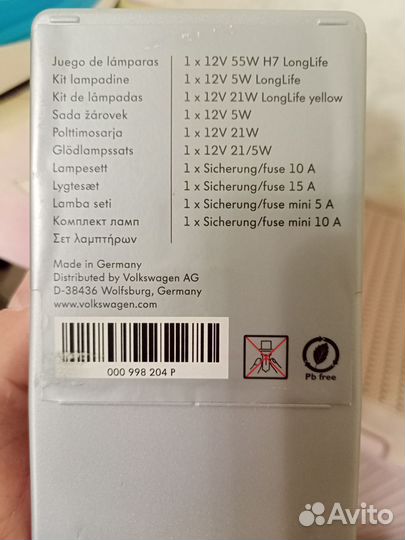 Juego de lámparas
Kit lampadine
Kit de lâmpadas
Sada žárovek
Polttimosarja
Glödlampssats
Lampesett
Lygtesæt
Lamba seti
Комплект ламп
Σετ λαμπτήρων
1 x 12V 55W H7 LongLife
1 x 12V 5W LongLife
1 x 12V 21W LongLife yellow
1 x 12V 5W
1 x 12V 21W
1 x 12V 21/5W
1 x Sicherung/fuse 10 A
1 x Sicherung/fuse 15 A
1 x Sicherung/fuse mini 5 A
1 x Sicherung/fuse mini 10 A
Made in Germany
Distributed by Volkswagen AG
D-38436 Wolfsburg, Germany
www.volkswagen.com
000 998 204 P
Pb free
Avito